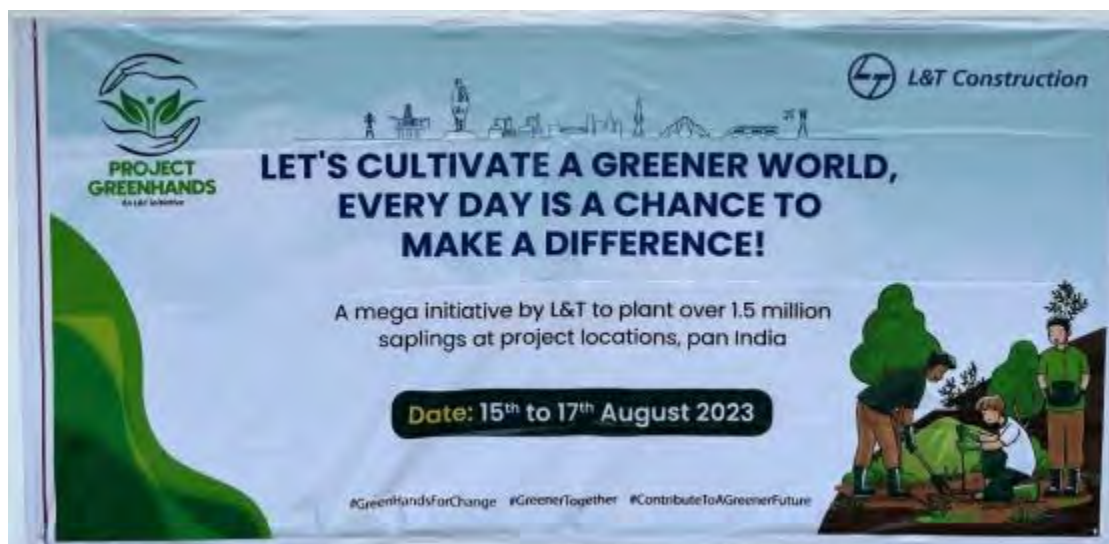 PROJECT
GREENHANDS
An L&T Initiative
L&T Construction
LET'S CULTIVATE A GREENER WORLD,
EVERY DAY IS A CHANCE TO
MAKE A DIFFERENCE!
A mega initiative by L&T to plant over 1.5 million
saplings at project locations, pan India
Date: 15th to 17th August 2023
#GreenHandsForChange #GreenerTogether #ContributeToAGreenerFuture